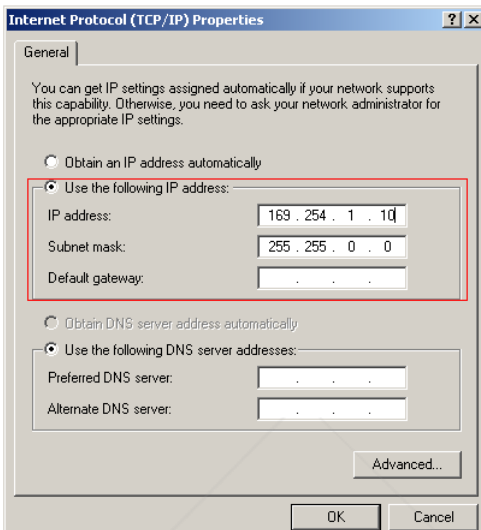 Internet Protocol (TCP/IP) Properties
General
You can get IP settings assigned automatically if your network supports
this capability. Otherwise, you need to ask your network administrator for
the appropriate IP settings.
Obtain an IP address automatically
Use the following IP address:
IP address: 169 . 254 . 1 . 10
Subnet mask: 255 . 255 . 0 . 0
Default gateway: . . .
Obtain DNS server address automatically
Use the following DNS server addresses:
Preferred DNS server: . . .
Alternate DNS server: . . .
Advanced...
OK Cancel